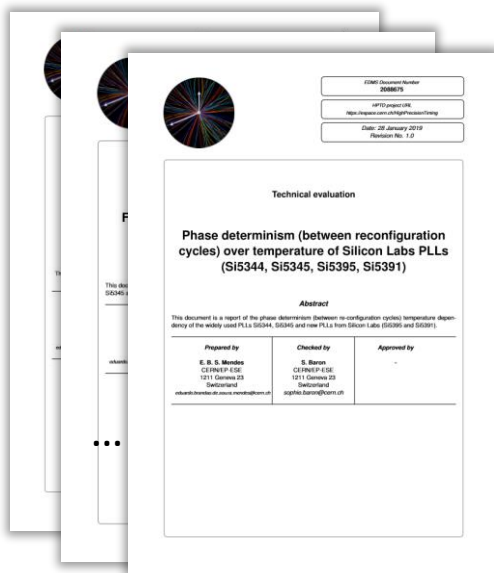 EDMS Document Number
2088675
HPTD project URL
https://espace.cern.ch/HighPrecisionTiming
Date: 28 January 2019
Revision No. 1.0
Technical evaluation
Phase determinism (between reconfiguration
cycles) over temperature of Silicon Labs PLLs
(Si5344, Si5345, Si5395, Si5391)
Abstract
This document is a report of the phase determinism (between re-configuration cycles) temperature depen-
dency of the widely used PLLs Si5344, Si5345 and new PLLs from Silicon Labs (Si5395 and Si5391).
Prepared by
E. B. S. Mendes
CERN/EP-ESE
1211 Geneva 23
Switzerland
eduardo.brandao.de.souza.mendes@cern.ch
Checked by
S. Baron
CERN/EP-ESE
1211 Geneva 23
Switzerland
sophie.baron@cern.ch
Approved by
-
F
This doc
Si5345 a
Th
...